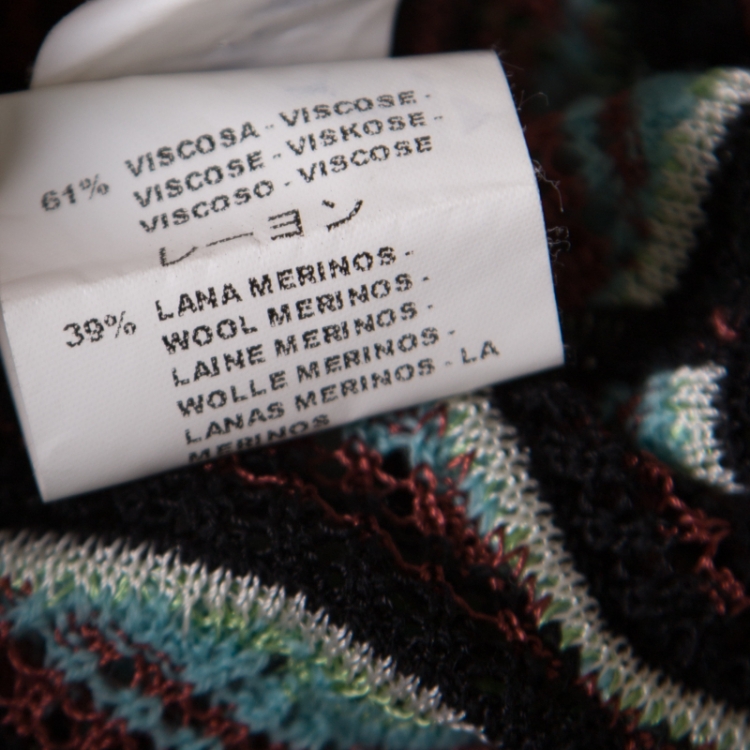 61% VISCOSA - VISCOSE -
VISCOSE - VISKOSE -
VISCOSO - VISCOSE
レーヨン
39% LANA MERINOS -
WOOL MERINOS -
LAINE MERINOS -
WOLLE MERINOS -
LANAS MERINOS - LA
MERINOS